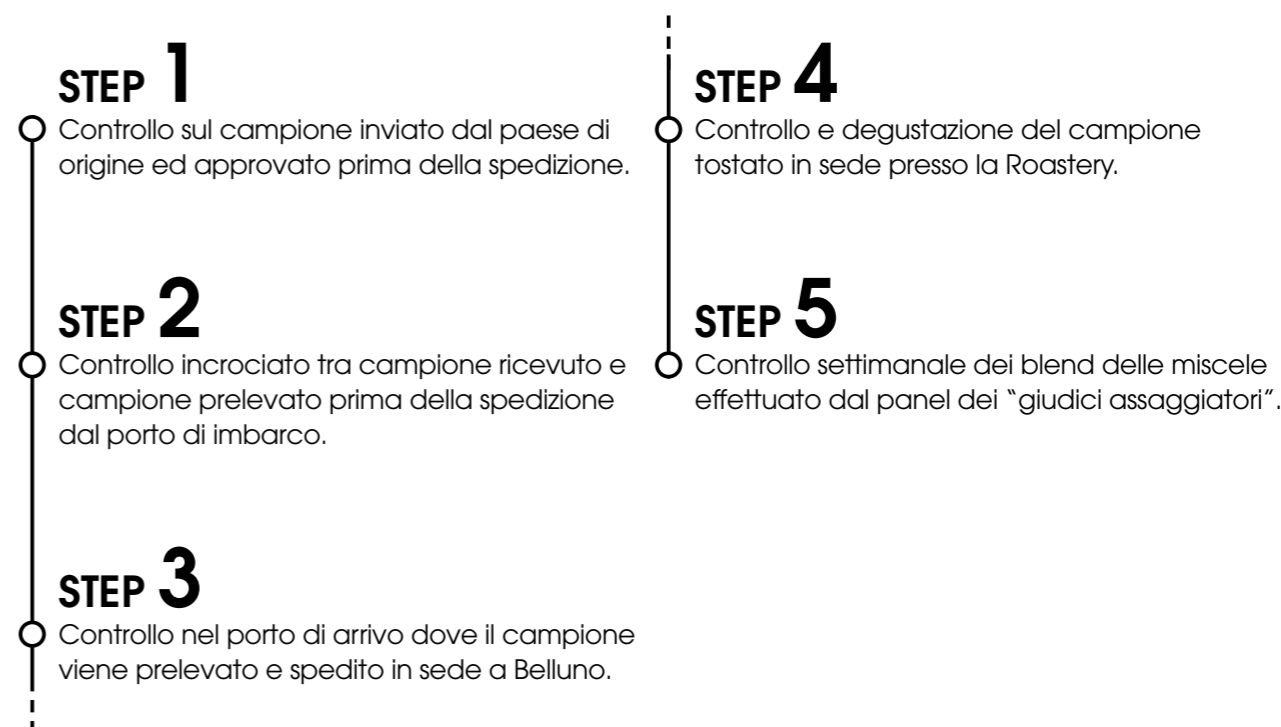 STEP 1
Controllo sul campione inviato dal paese di
origine ed approvato prima della spedizione.
STEP 2
Controllo incrociato tra campione ricevuto e
campione prelevato prima della spedizione
dal porto di imbarco.
STEP 3
Controllo nel porto di arrivo dove il campione
viene prelevato e spedito in sede a Belluno.
STEP 4
Controllo e degustazione del campione
tostato in sede presso la Roastery.
STEP 5
Controllo settimanale dei blend delle miscele
effettuato dal panel dei “giudici assaggiatori”.